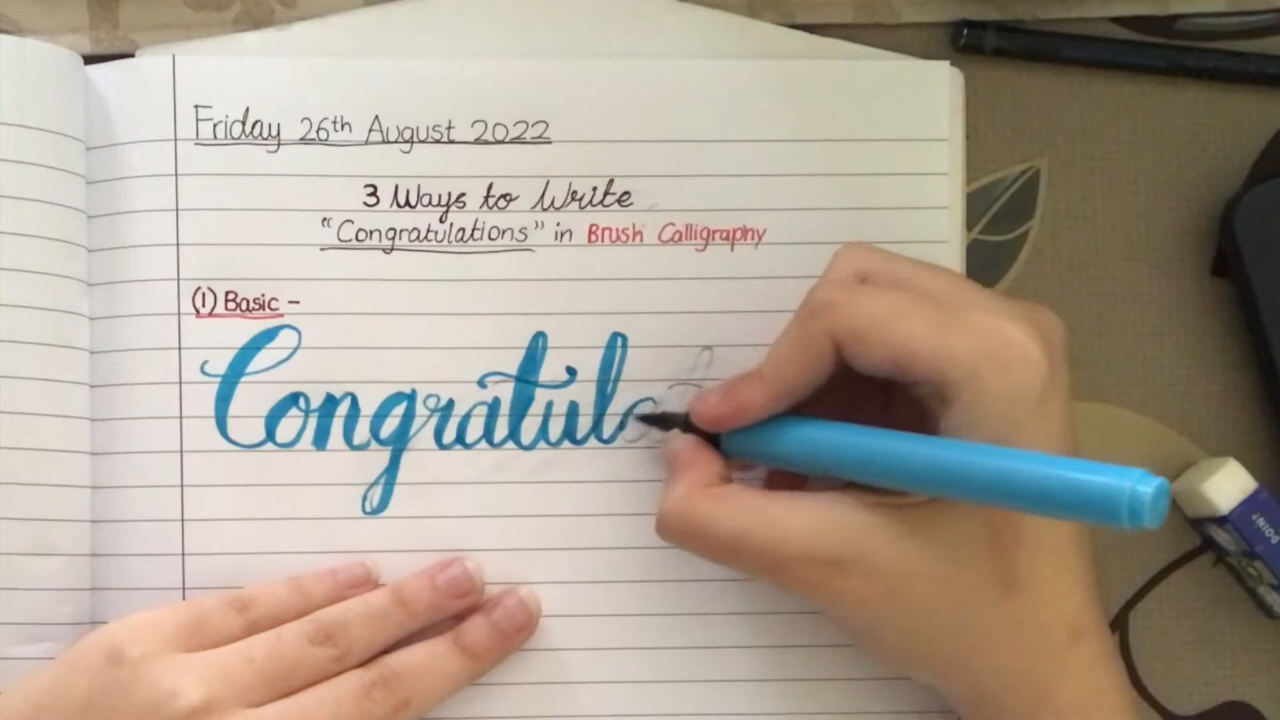 Friday 26th August 2022
3 Ways to Write
"Congratulations" in Brush Calligraphy
(1) Basic -
Congratul